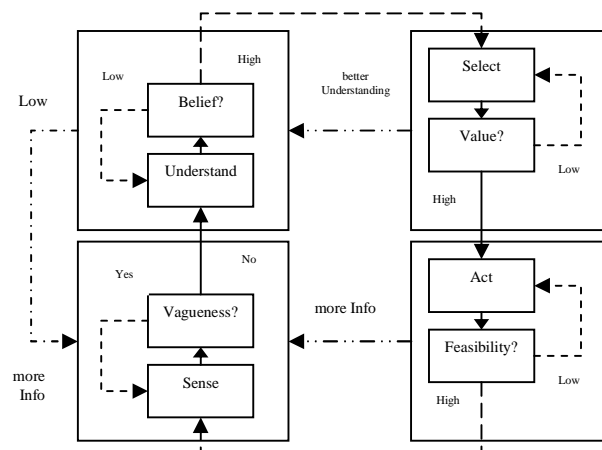 High
Low
Belief?
Understand
Low
more
Info
Yes
No
Vagueness?
Sense
better
Understanding
more Info
Select
Value?
Low
High
Act
Feasibility?
Low
High